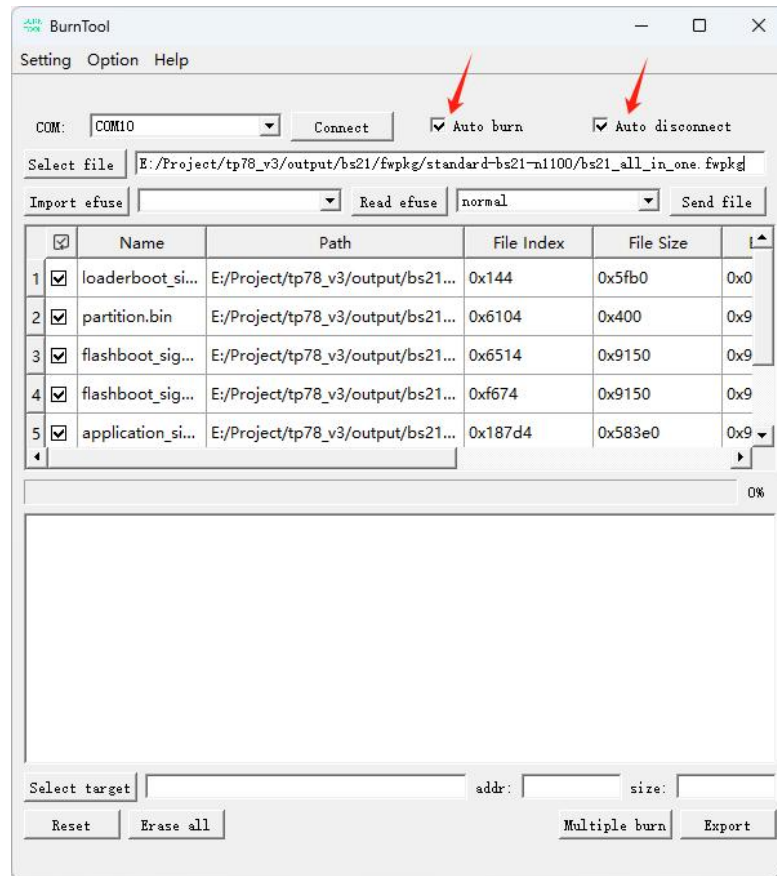 BURN TOOL BurnTool
Setting Option Help
COM: COM10 Connect Auto burn Auto disconnect
Select file E:/Project/tp78_v3/output/bs21/fwpkg/standard-bs21-n1100/bs21_all_in_one.fwpkg
Import efuse Read efuse normal Send file
Name Path File Index File Size
1 loaderboot_si... E:/Project/tp78_v3/output/bs21... 0x144 0x5fb0 0x0
2 partition.bin E:/Project/tp78_v3/output/bs21... 0x6104 0x400 0x9
3 flashboot_sig... E:/Project/tp78_v3/output/bs21... 0x6514 0x9150 0x9
4 flashboot_sig... E:/Project/tp78_v3/output/bs21... 0xf674 0x9150 0x9
5 application_si... E:/Project/tp78_v3/output/bs21... 0x187d4 0x583e0 0x9
0%
Select target addr: size:
Reset Erase all Multiple burn Export